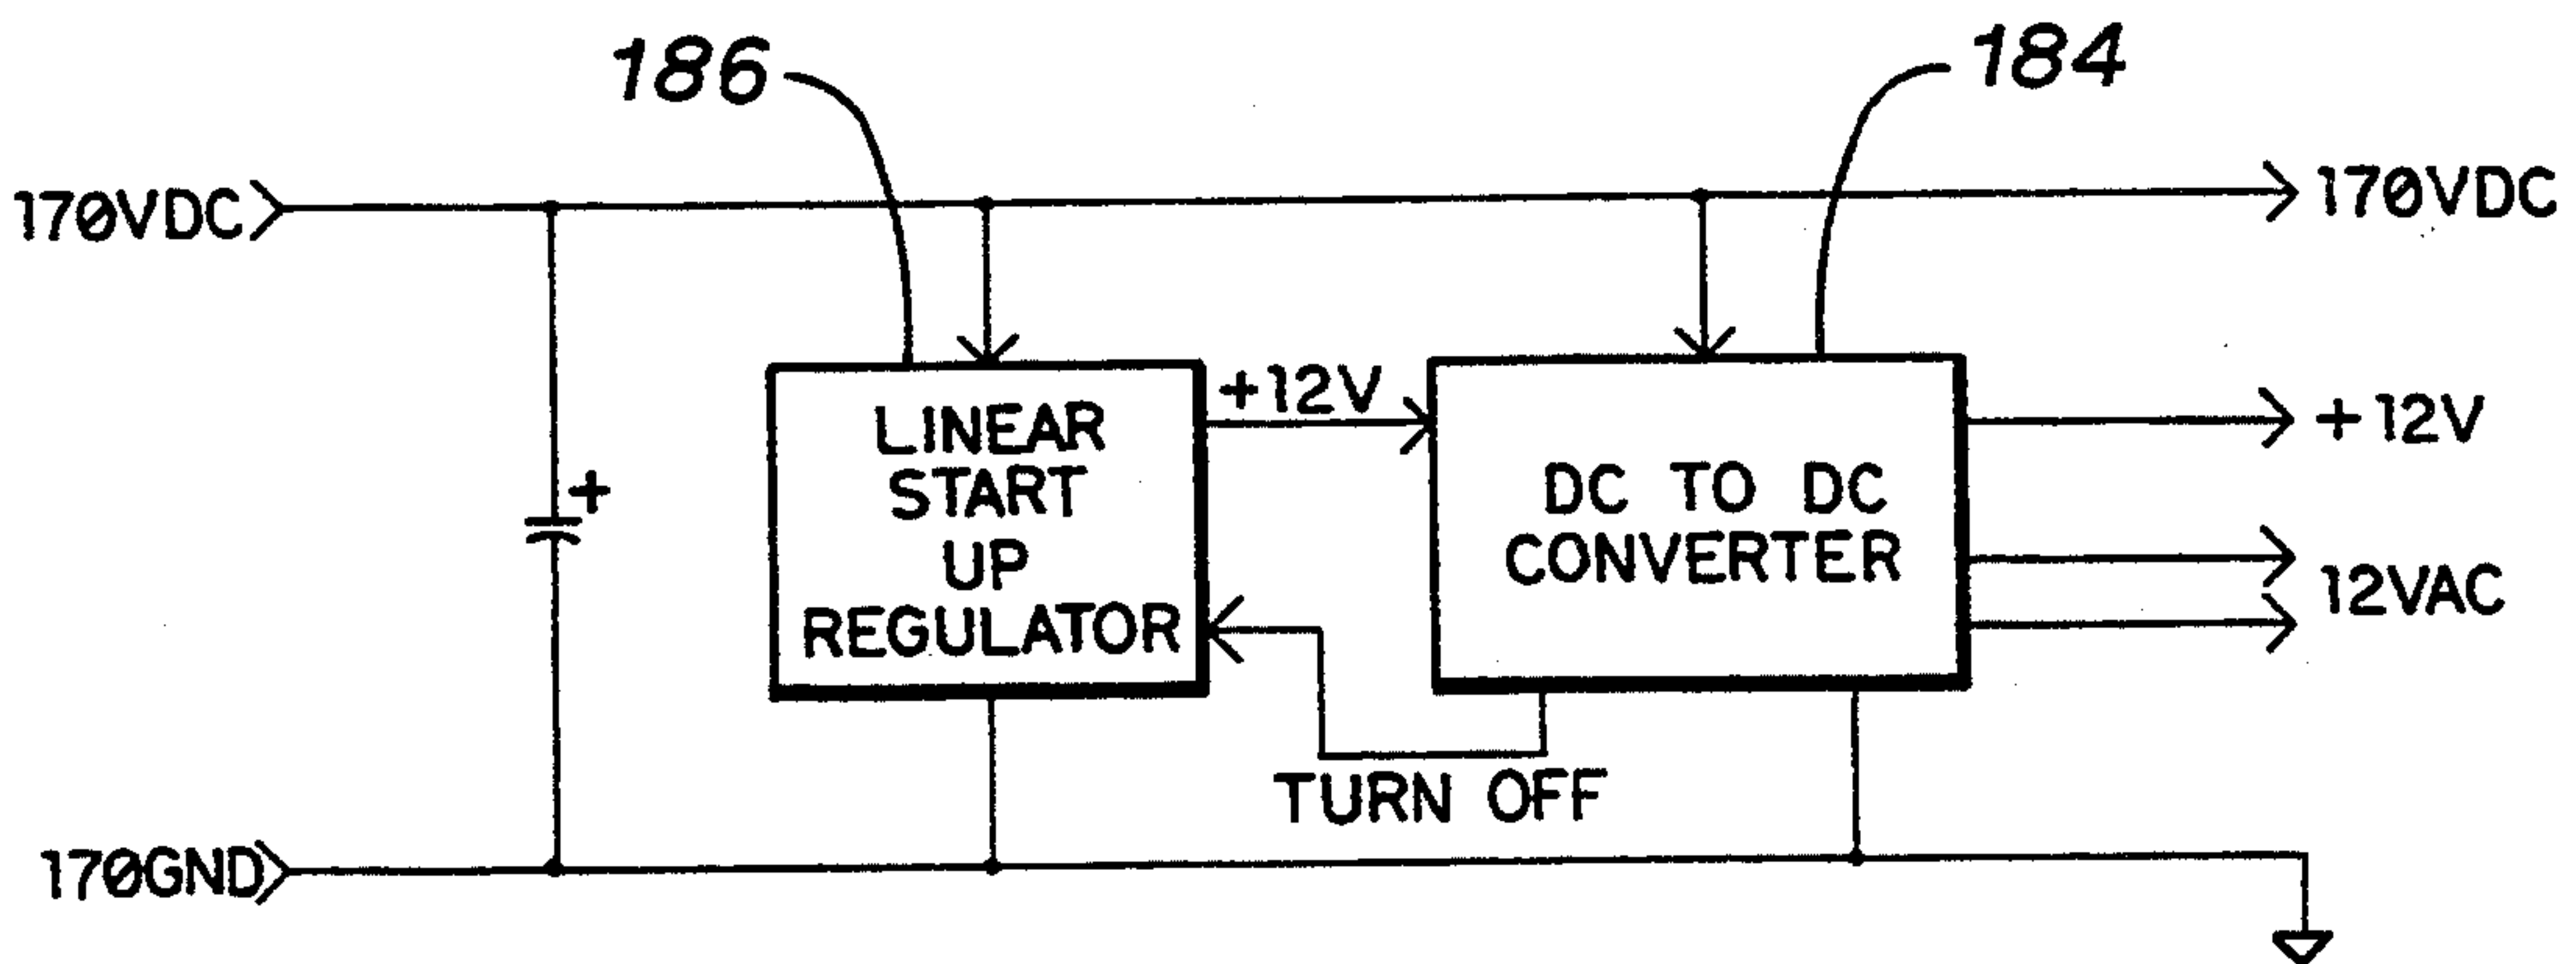 186
184
170VDC
170VDC
+12V
LINEAR
START
UP
REGULATOR
DC TO DC
CONVERTER
+12V
12VAC
TURN OFF
170GND
+